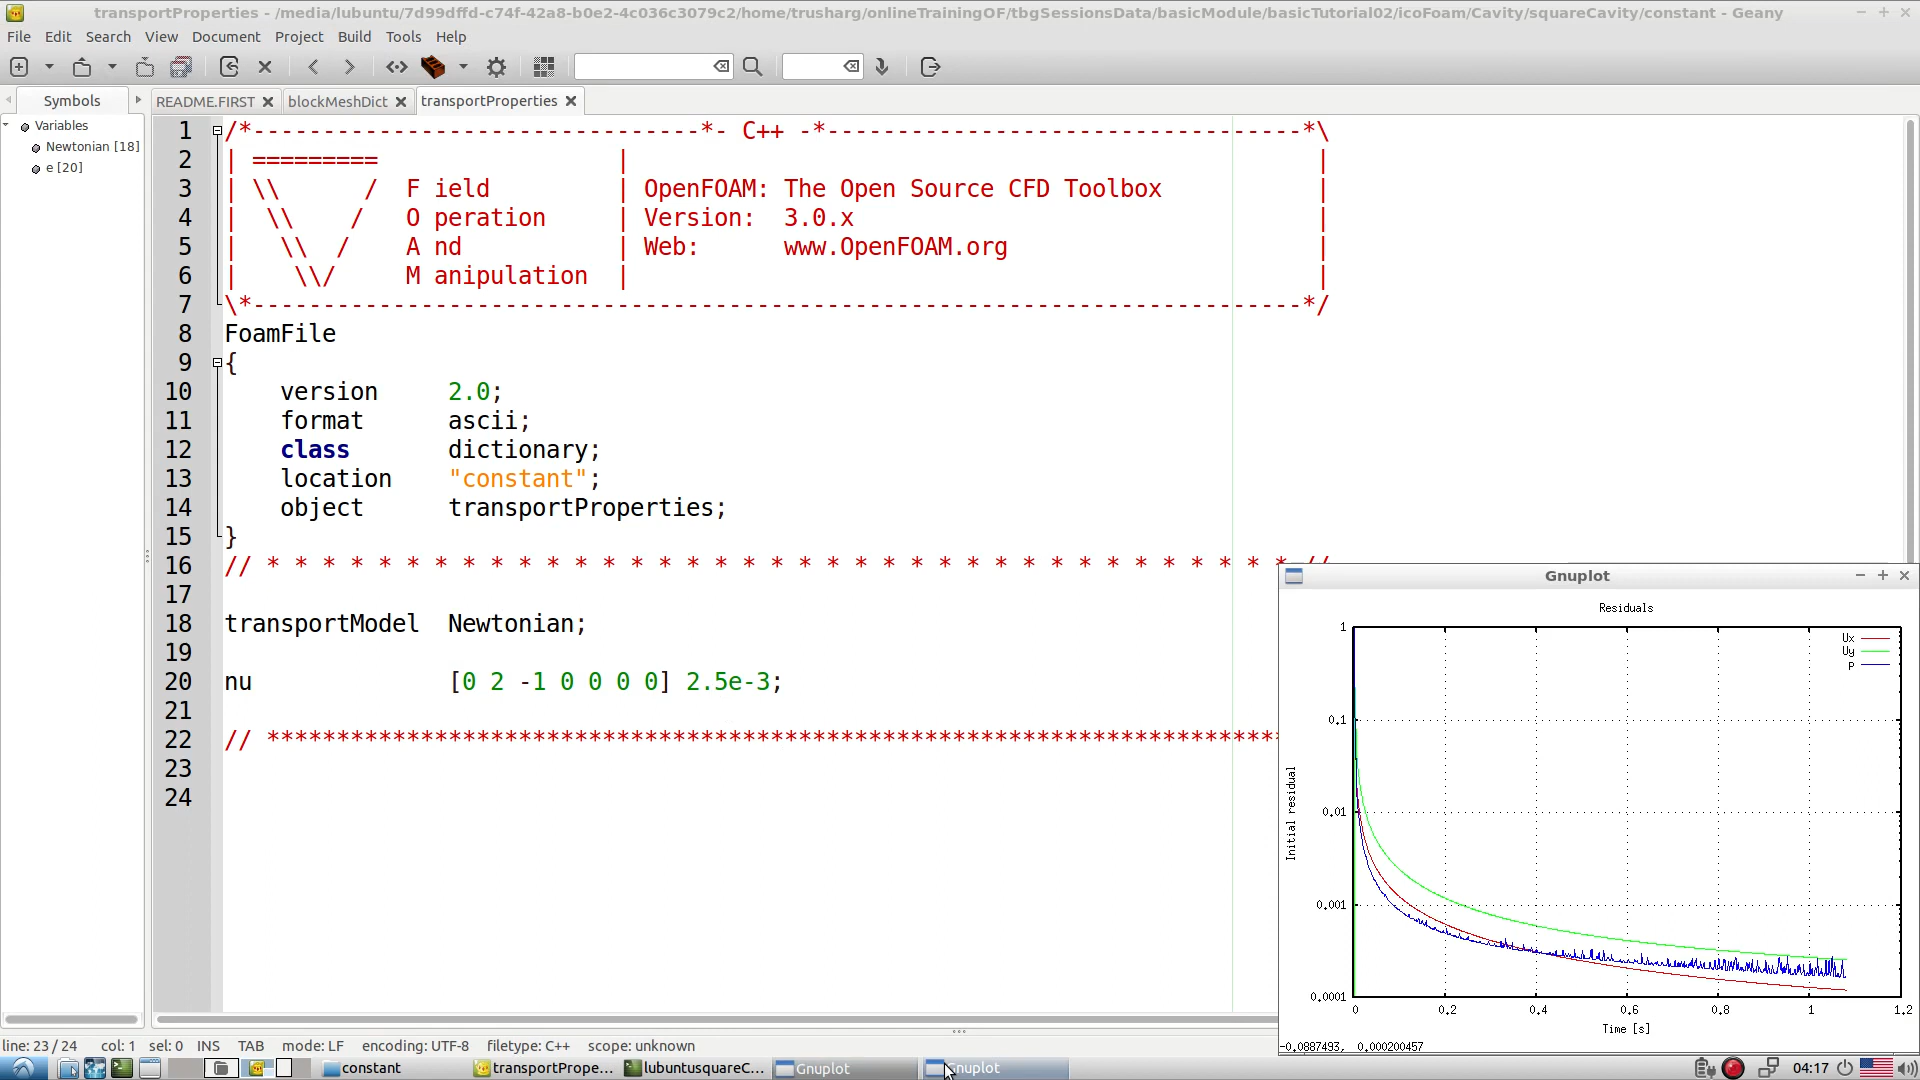 transportProperties - /media/lubuntu/7d99dffd-c74f-42a8-b0e2-4c036c3079c2/home/trusharg/onlineTrainingOF/tbgSessionsData/basicModule/basicTutorial02/icoFoam/Cavity/squareCavity/constant - Geany
File Edit Search View Document Project Build Tools Help
Symbols README.FIRST blockMeshDict transportProperties
Variables
Newtonian [18]
e [20]
1 /*--------------------------------*- C++ -*----------------------------------*\
2 | =========                 |                                                 |
3 | \\      /  F ield         | OpenFOAM: The Open Source CFD Toolbox           |
4 |  \\    /   O peration     | Version:  3.0.x                                 |
5 |   \\  /    A nd           | Web:      www.OpenFOAM.org                      |
6 |    \\/     M anipulation  |                                                 |
7 \*---------------------------------------------------------------------------*/
8 FoamFile
9 {
10     version     2.0;
11     format      ascii;
12     class       dictionary;
13     location    "constant";
14     object      transportProperties;
15 }
16 // * * * * * * * * * * * * * * * * * * * * * * * * * * * * * * * * * * * * * //
17
18 transportModel  Newtonian;
19
20 nu              [0 2 -1 0 0 0 0] 2.5e-3;
21
22 // *************************************************************************
23
24
Gnuplot
Residuals
Ux
Uy
p
1
0.1
0.01
0.001
0.0001
Initial residual
0 0.2 0.4 0.6 0.8 1 1.2
Time [s]
-0.0887493, 0.000200457
line: 23 / 24 col: 1 sel: 0 INS TAB mode: LF encoding: UTF-8 filetype: C++ scope: unknown
constant transportPrope... lubuntusquareC... Gnuplot nuplot 04:17